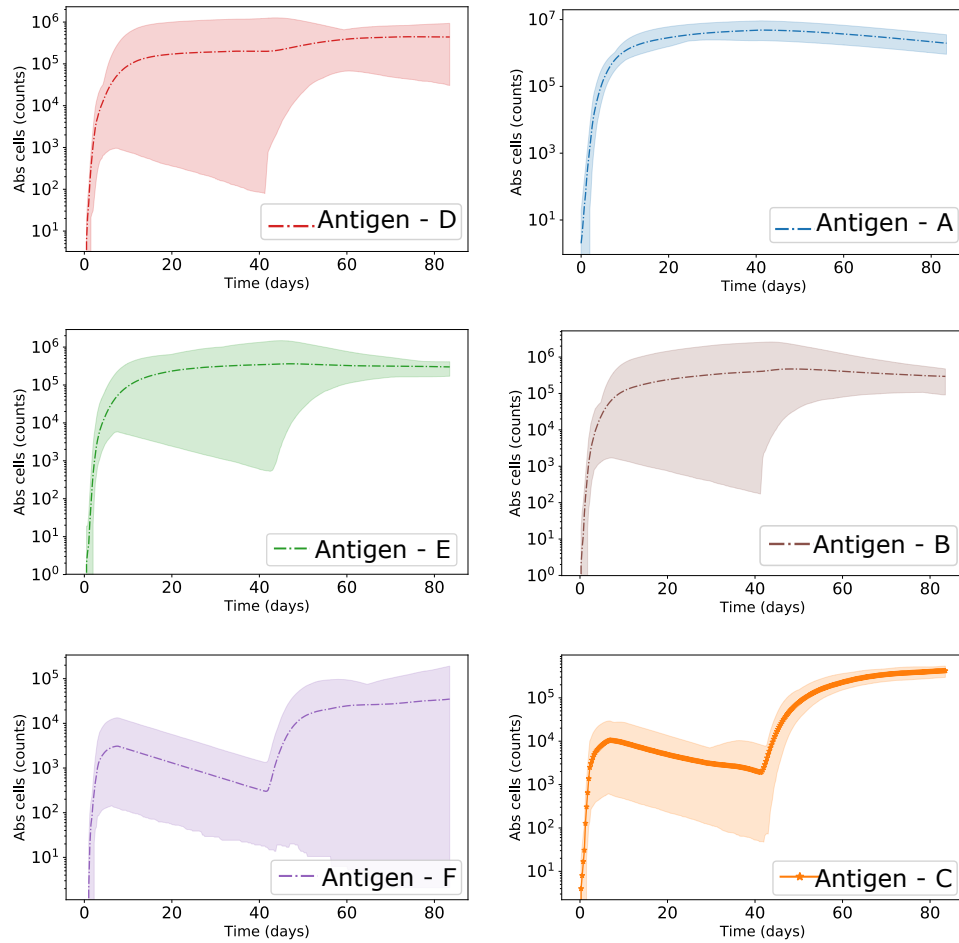 Abs cells (counts)
10⁶
10⁵
10⁴
10³
10²
10¹
Antigen - D
0 20 40 60 80
Time (days)
Abs cells (counts)
10⁷
10⁵
10³
10¹
Antigen - A
0 20 40 60 80
Time (days)
Abs cells (counts)
10⁶
10⁵
10⁴
10³
10²
10¹
10⁰
Antigen - E
0 20 40 60 80
Time (days)
Abs cells (counts)
10⁶
10⁵
10⁴
10³
10²
10¹
10⁰
Antigen - B
0 20 40 60 80
Time (days)
Abs cells (counts)
10⁵
10⁴
10³
10²
10¹
Antigen - F
0 20 40 60 80
Time (days)
Abs cells (counts)
10⁵
10⁴
10³
10²
10¹
Antigen - C
0 20 40 60 80
Time (days)